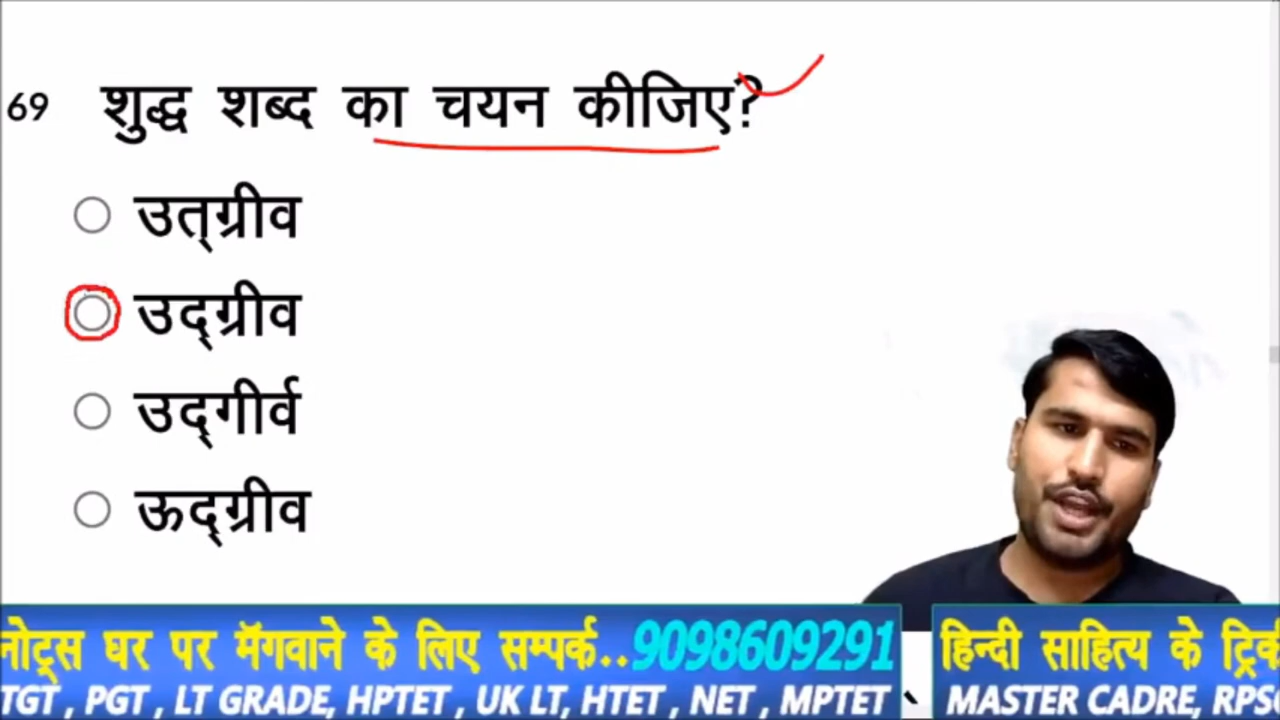 69 शुद्ध शब्द का चयन कीजिए?
उत्ग्रीव
उद्ग्रीव
उद्गीर्व
ऊद्ग्रीव
नोट्स घर पर मॅगवाने के लिए सम्पर्क..9098609291
TGT , PGT , LT GRADE, HPTET , UK LT, HTET , NET , MPTET
हिन्दी साहित्य के
MASTER CADRE,